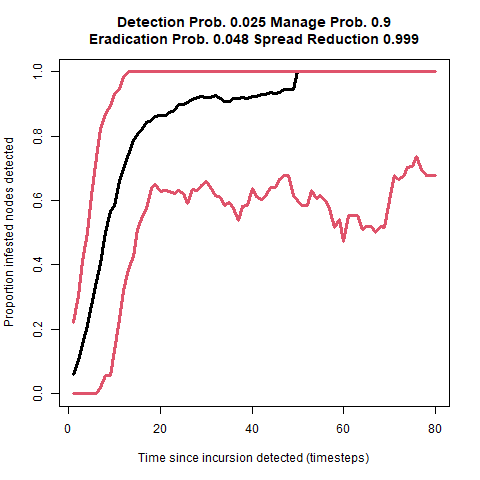 Detection Prob. 0.025 Manage Prob. 0.9
Eradication Prob. 0.048 Spread Reduction 0.999
Proportion infested nodes detected
1.0
0.8
0.6
0.4
0.2
0.0
0 20 40 60 80
Time since incursion detected (timesteps)